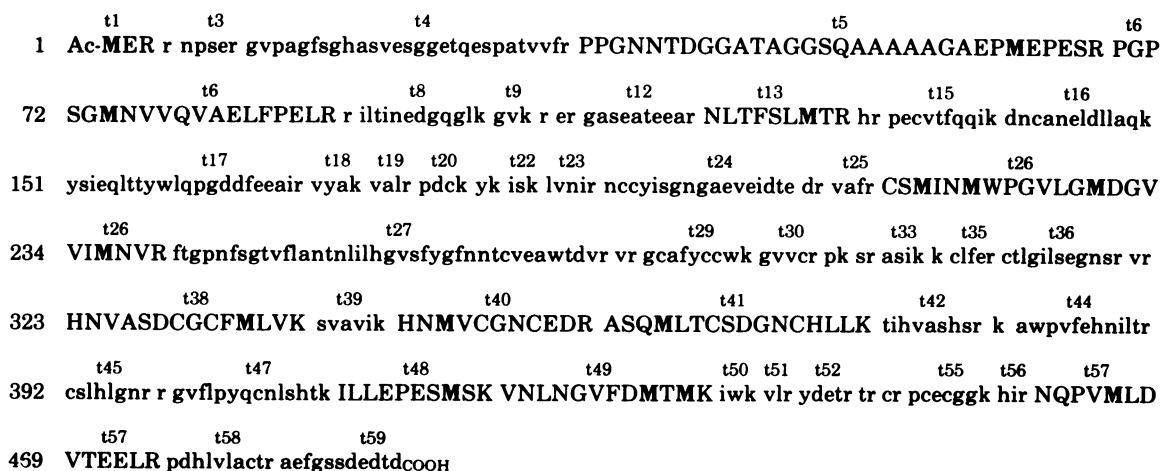 t1 t3 t4 t5 t6
1 Ac-MER r npser gvpagfsghasvesggetqespatvvfr PPGNNTDGGATAGGSQAAAAAGAEPMEPESR PGP
t6 t8 t9 t12 t13 t15 t16
72 SGMNVVQVAELFPELR r iltinedgqglk gvk r er gaseateear NLTFSLMTR hr pecvtfqqik dncaneldllaqk
t17 t18 t19 t20 t22 t23 t24 t25 t26
151 ysieqlttywlqpgddfeeair vyak valr pdck yk isk lvnir nccyisgngaeveidtedr vafr CSMINMWPGVLGMDGV
t26 t27 t29 t30 t33 t35 t36
234 VIMNVR ftgpnfsgtvflantnlilhgvsfygfnntcveawtdvr vr gcafyccwk gvvcr pk sr asik k clfer ctlgilsegnsr vr
t38 t39 t40 t41 t42 t44
323 HNVASDCGCFMLVK svavik HNMVCGNCEDR ASQMLTCSDGNCHLLK tihvashsr k awpvfehniltr
t45 t47 t48 t49 t50 t51 t52 t55 t56 t57
392 cslhlgnr r gvflpyqcnlshtk ILLEPESMSK VNLNGVFDMTMK iwk vlr ydetr tr cr pcecggk hir NQPVMLD
t57 t58 t59
469 VTEELR pdhlvlactr aefgssdedtdCOOH